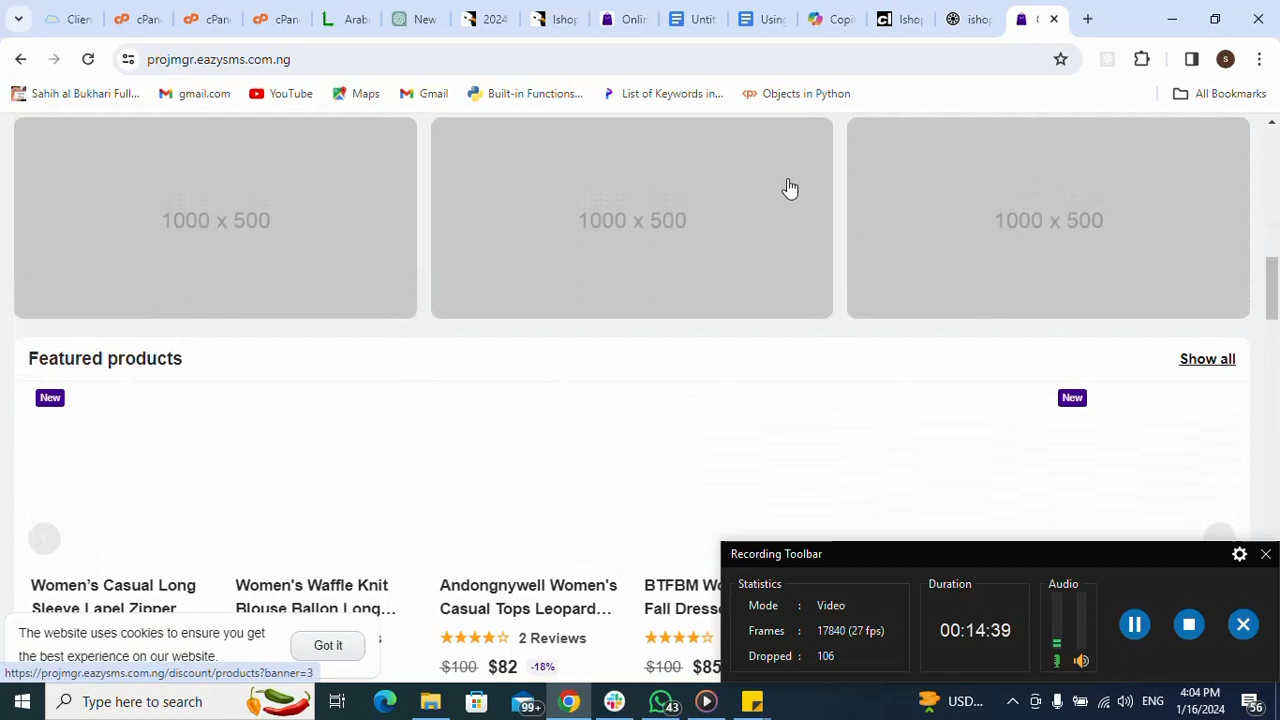 Clien
cPan
cPan
cPan
Arabi
New
2024
Ishop
Onlin
Untit
Using
Copil
Ishop
ishop
projmgr.eazysms.com.ng
s
Sahih al Bukhari Full...
gmail.com
YouTube
Maps
Gmail
Built-in Functions...
List of Keywords in...
Objects in Python
All Bookmarks
1000 x 500
1000 x 500
1000 x 500
Featured products
Show all
New
New
Women's Casual Long
Sleeve Lapel Zipper
Women's Waffle Knit
Blouse Ballon Long...
Andongnywell Women's
Casual Tops Leopard...
2 Reviews
$100 $82 -18%
BTFBM Wo
Fall Dresse
$100 $85
The website uses cookies to ensure you get
the best experience on our website.
Got it
https://projmgr.eazysms.com.ng/discount/products?banner=3
Recording Toolbar
Statistics
Mode : Video
Frames : 17840 (27 fps)
Dropped : 106
Duration
00:14:39
Audio
Type here to search
99+
43
USD...
ENG
4:04 PM
1/16/2024
56